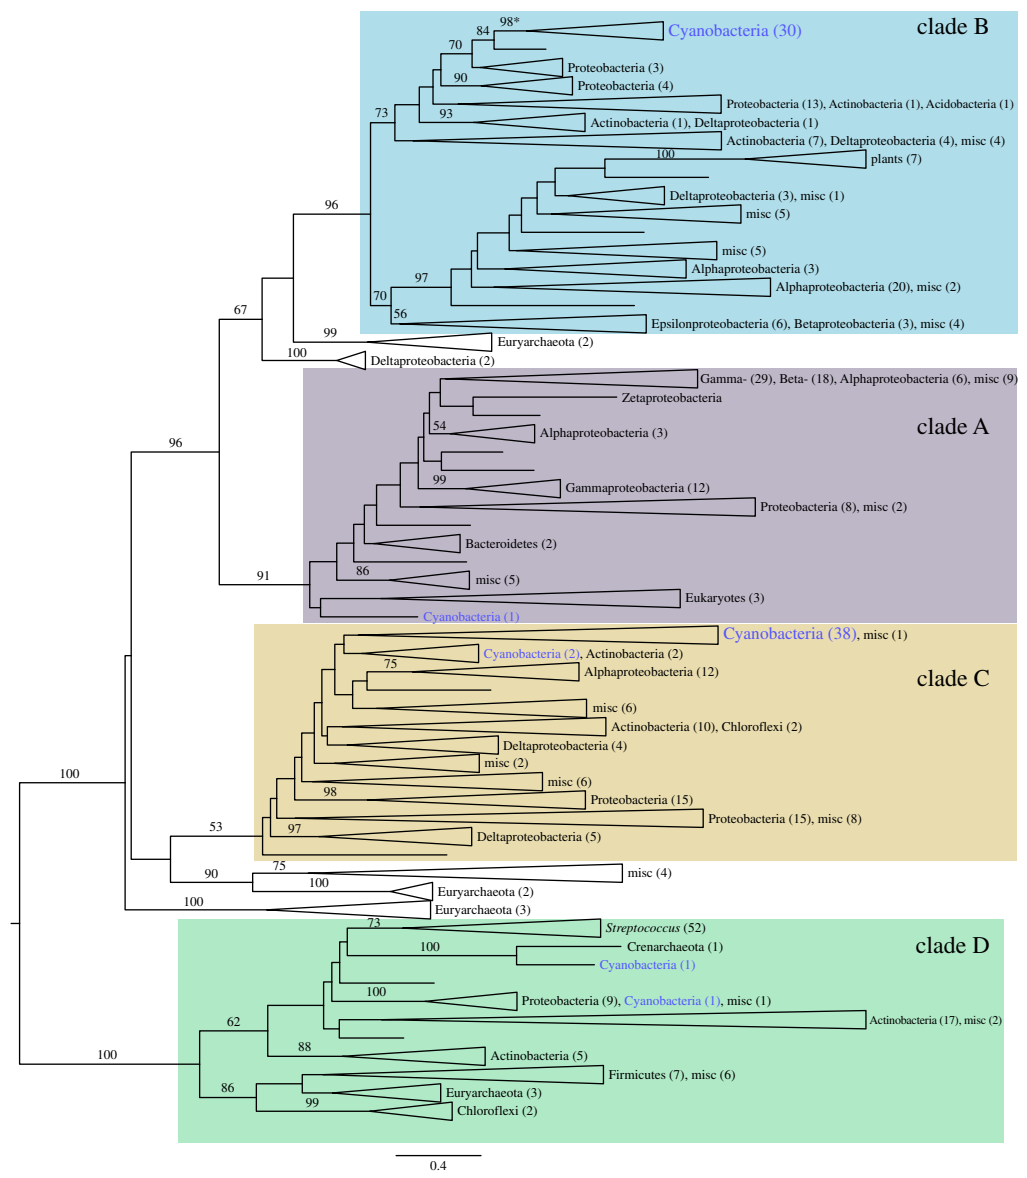 98*
clade B
84
Cyanobacteria (30)
70
Proteobacteria (3)
90
Proteobacteria (4)
Proteobacteria (13), Actinobacteria (1), Acidobacteria (1)
73
93
Actinobacteria (1), Deltaproteobacteria (1)
Actinobacteria (7), Deltaproteobacteria (4), misc (4)
100
plants (7)
Deltaproteobacteria (3), misc (1)
96
misc (5)
misc (5)
Alphaproteobacteria (3)
97
Alphaproteobacteria (20), misc (2)
70
67
56
Epsilonproteobacteria (6), Betaproteobacteria (3), misc (4)
99
Euryarchaeota (2)
100
Deltaproteobacteria (2)
Gamma- (29), Beta- (18), Alphaproteobacteria (6), misc (9)
Zetaproteobacteria
clade A
54
Alphaproteobacteria (3)
96
99
Gammaproteobacteria (12)
Proteobacteria (8), misc (2)
Bacteroidetes (2)
91
86
misc (5)
Eukaryotes (3)
Cyanobacteria (1)
Cyanobacteria (38), misc (1)
Cyanobacteria (2), Actinobacteria (2)
75
Alphaproteobacteria (12)
clade C
misc (6)
Actinobacteria (10), Chloroflexi (2)
Deltaproteobacteria (4)
misc (2)
100
misc (6)
98
Proteobacteria (15)
Proteobacteria (15), misc (8)
53
97
Deltaproteobacteria (5)
75
misc (4)
90
100
Euryarchaeota (2)
100
Euryarchaeota (3)
73
Streptococcus (52)
clade D
100
Crenarchaeota (1)
Cyanobacteria (1)
100
Proteobacteria (9), Cyanobacteria (1), misc (1)
62
Actinobacteria (17), misc (2)
88
Actinobacteria (5)
100
Firmicutes (7), misc (6)
86
Euryarchaeota (3)
99
Chloroflexi (2)
0.4